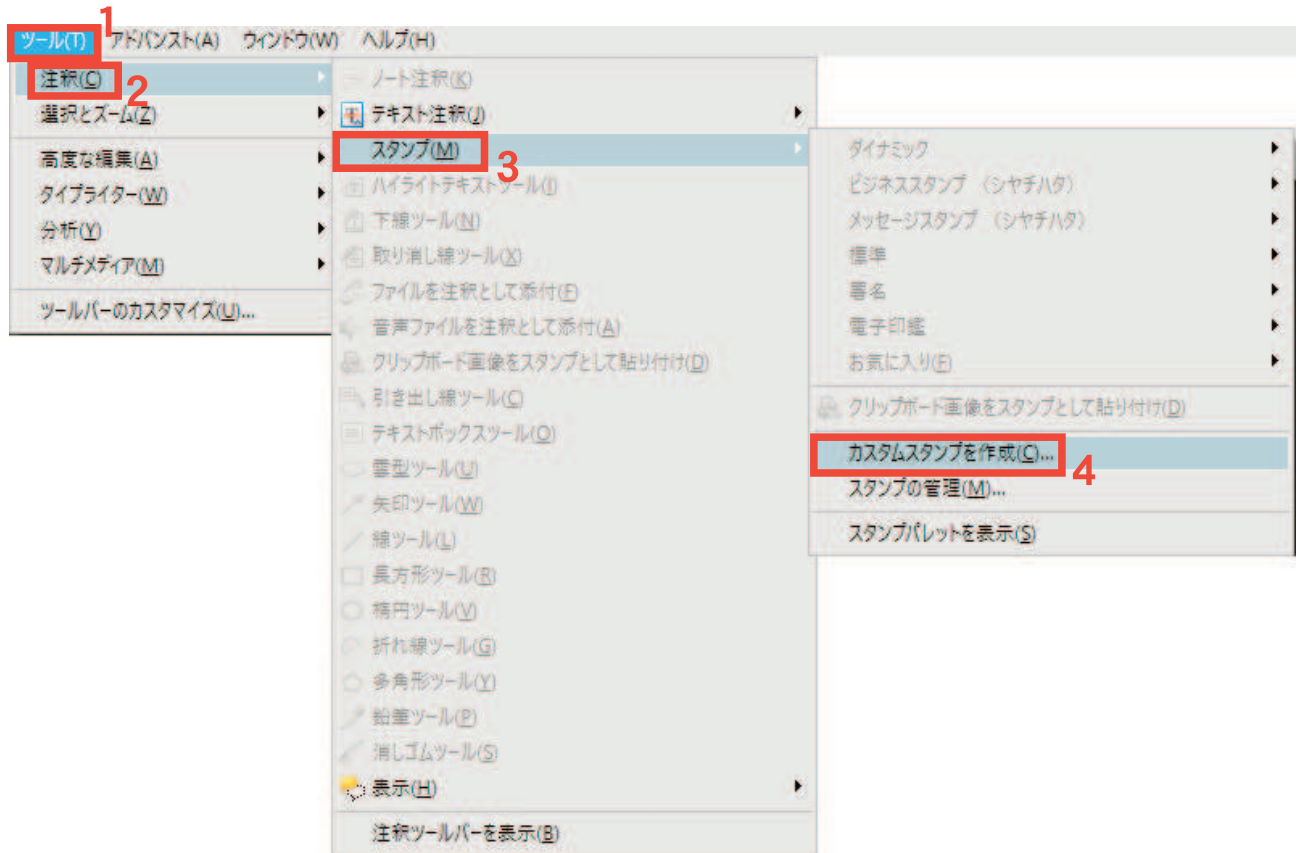 1
ツール(T) アドバンスト(A) ウィンドウ(W) ヘルプ(H)
注釈(C) 2
選択とズーム(Z)
高度な編集(A)
タイプライター(W)
分析(Y)
マルチメディア(M)
ツールバーのカスタマイズ(U)...
ノート注釈(K)
テキスト注釈(J)
スタンプ(M) 3
ハイライトテキストツール(I)
下線ツール(N)
取り消し線ツール(X)
ファイルを注釈として添付(F)
音声ファイルを注釈として添付(A)
クリップボード画像をスタンプとして貼り付け(D)
引き出し線ツール(C)
テキストボックスツール(O)
雲型ツール(U)
矢印ツール(W)
線ツール(L)
長方形ツール(R)
楕円ツール(V)
折れ線ツール(G)
多角形ツール(Y)
鉛筆ツール(P)
消しゴムツール(S)
表示(H)
注釈ツールバーを表示(B)
ダイナミック
ビジネススタンプ （シヤチハタ）
メッセージスタンプ （シヤチハタ）
標準
署名
電子印鑑
お気に入り(F)
クリップボード画像をスタンプとして貼り付け(D)
カスタムスタンプを作成(C)... 4
スタンプの管理(M)...
スタンプパレットを表示(S)